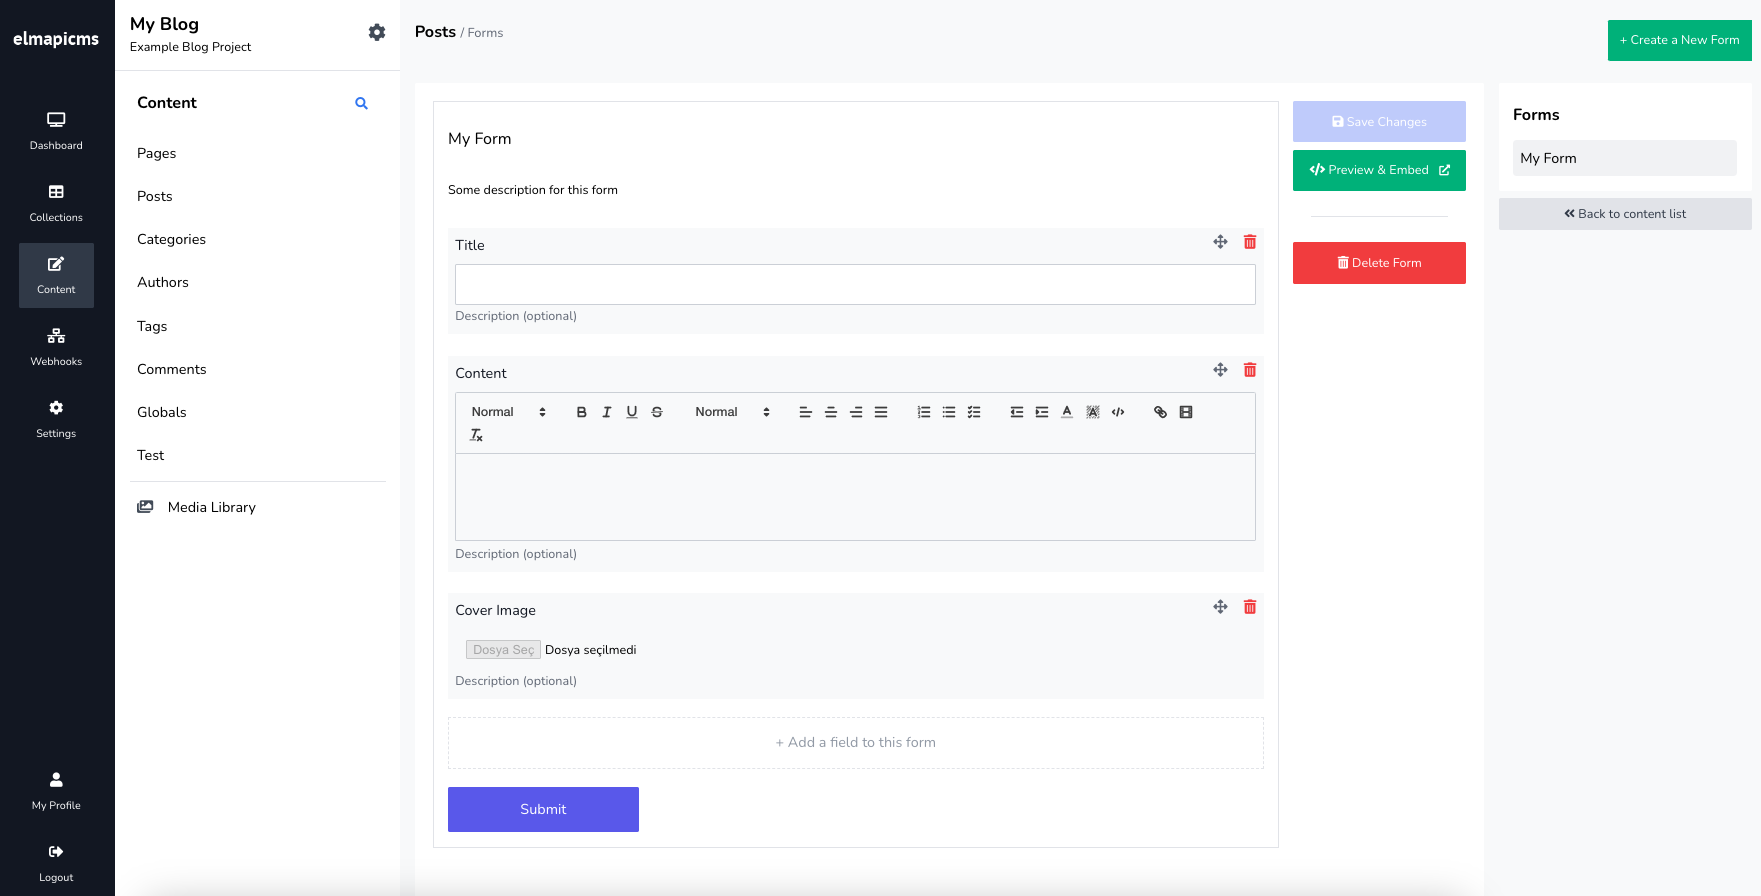 elmapicms
Dashboard
Collections
Content
Webhooks
Settings
My Profile
Logout
My Blog
Example Blog Project
Content
Pages
Posts
Categories
Authors
Tags
Comments
Globals
Test
Media Library
Posts / Forms
+ Create a New Form
My Form
Some description for this form
Title
Description (optional)
Content
Normal B I U S Normal A A </>
Tx
Description (optional)
Cover Image
Dosya Seç Dosya seçilmedi
Description (optional)
+ Add a field to this form
Submit
Save Changes
</> Preview & Embed
Delete Form
Forms
My Form
« Back to content list